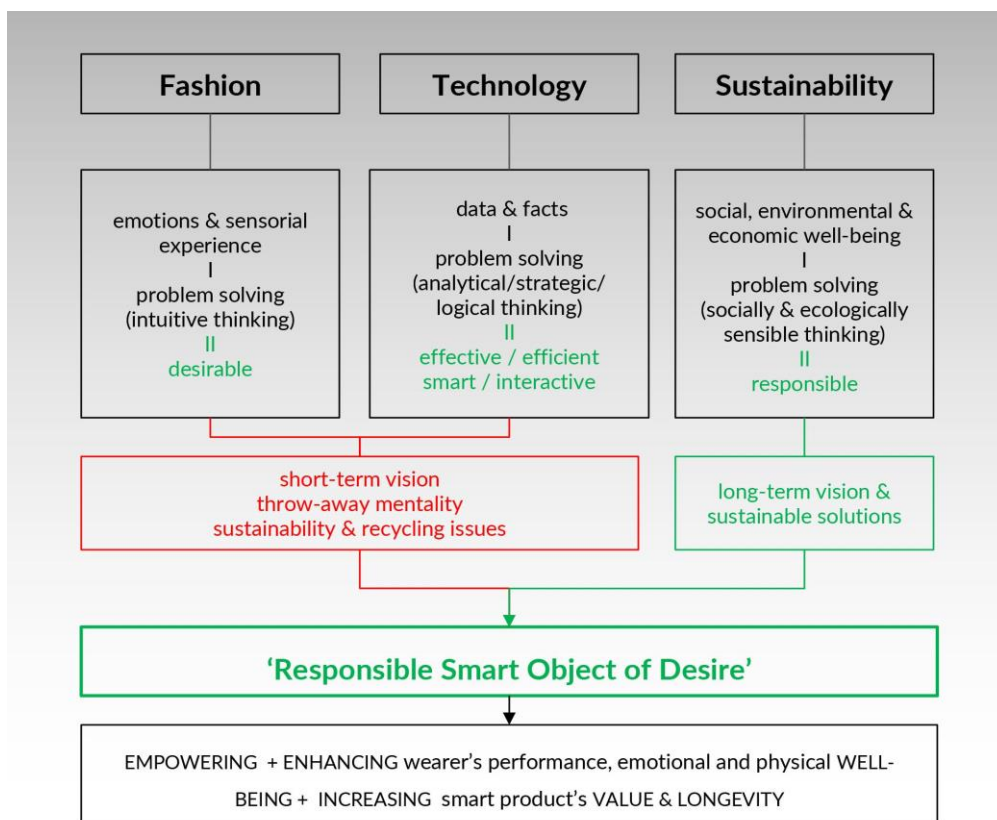 Fashion
Technology
Sustainability
emotions & sensorial
experience
problem solving
(intuitive thinking)
desirable
data & facts
problem solving
(analytical/strategic/
logical thinking)
effective / efficient
smart / interactive
social, environmental &
economic well-being
problem solving
(socially & ecologically
sensible thinking)
responsible
short-term vision
throw-away mentality
sustainability & recycling issues
long-term vision &
sustainable solutions
‘Responsible Smart Object of Desire’
EMPOWERING + ENHANCING wearer’s performance, emotional and physical WELL-
BEING + INCREASING smart product’s VALUE & LONGEVITY